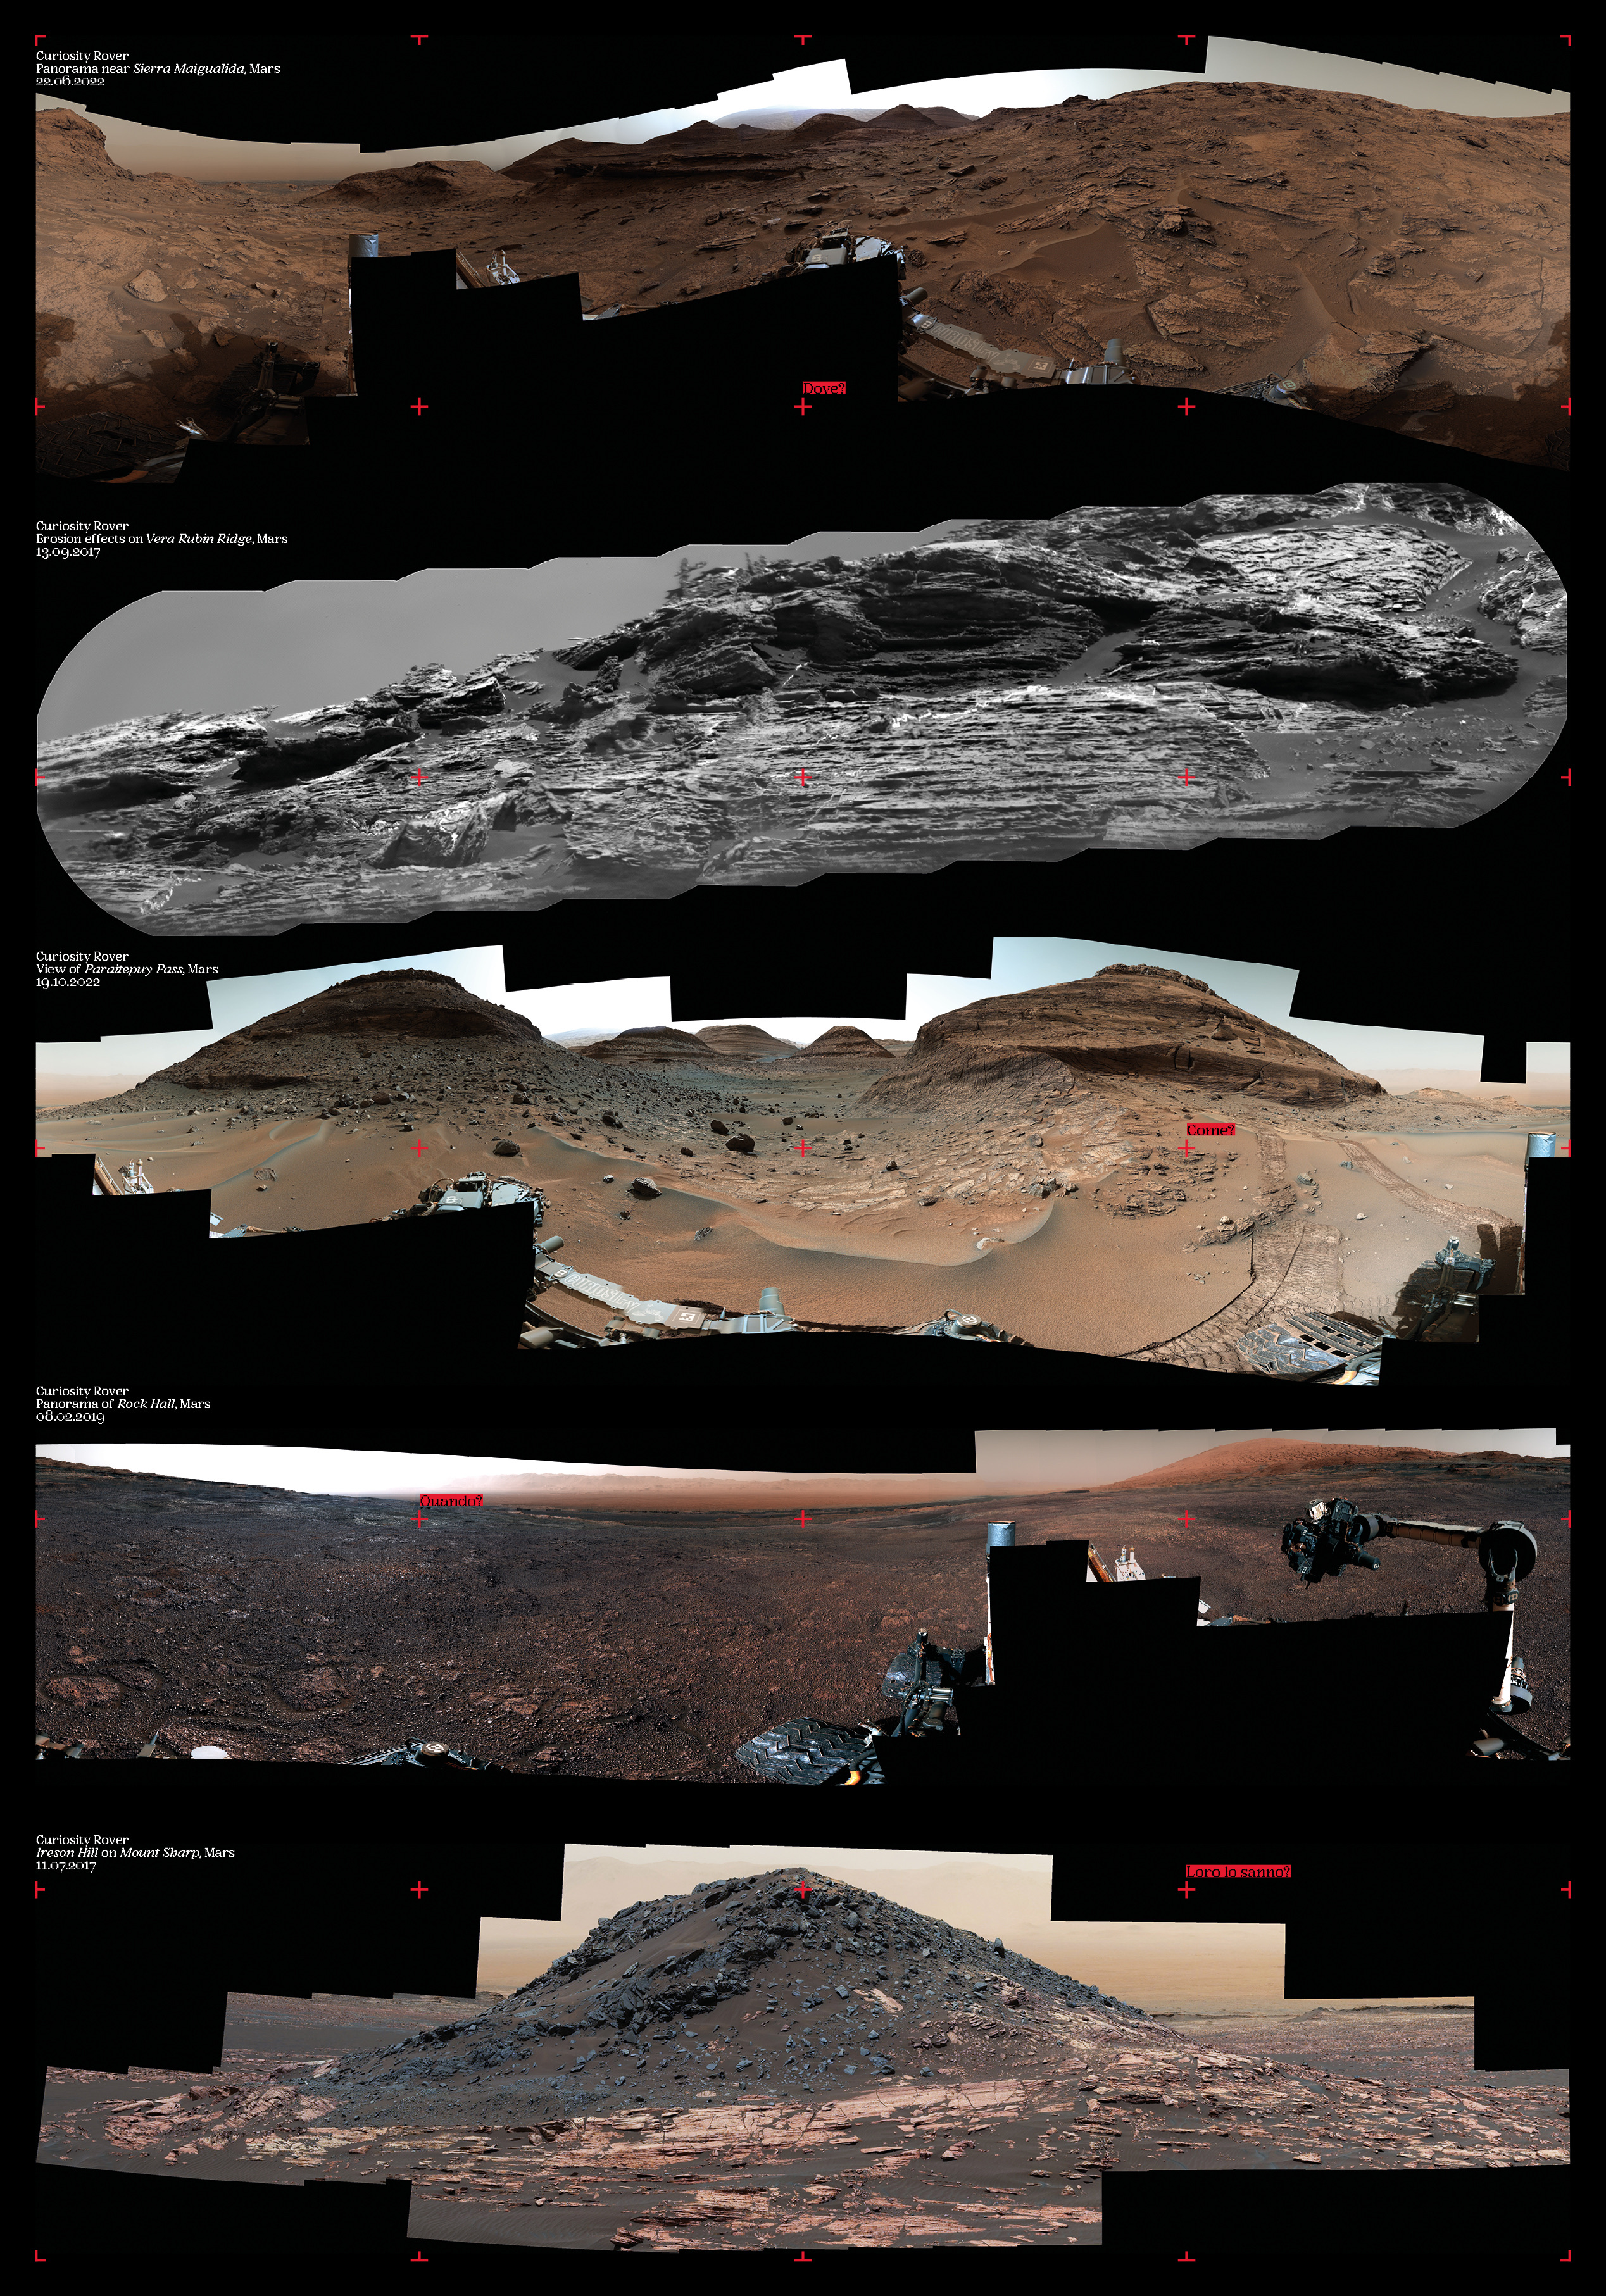 Curiosity Rover
Panorama near Sierra Maigualida, Mars
22.06.2022
Dove?
Curiosity Rover
Erosion effects on Vera Rubin Ridge, Mars
13.09.2017
Curiosity Rover
View of Paraitepuy Pass, Mars
19.10.2022
Come?
Curiosity Rover
Panorama of Rock Hall, Mars
08.02.2019
Quando?
Curiosity Rover
Ireson Hill on Mount Sharp, Mars
11.07.2017
Loro lo sanno?